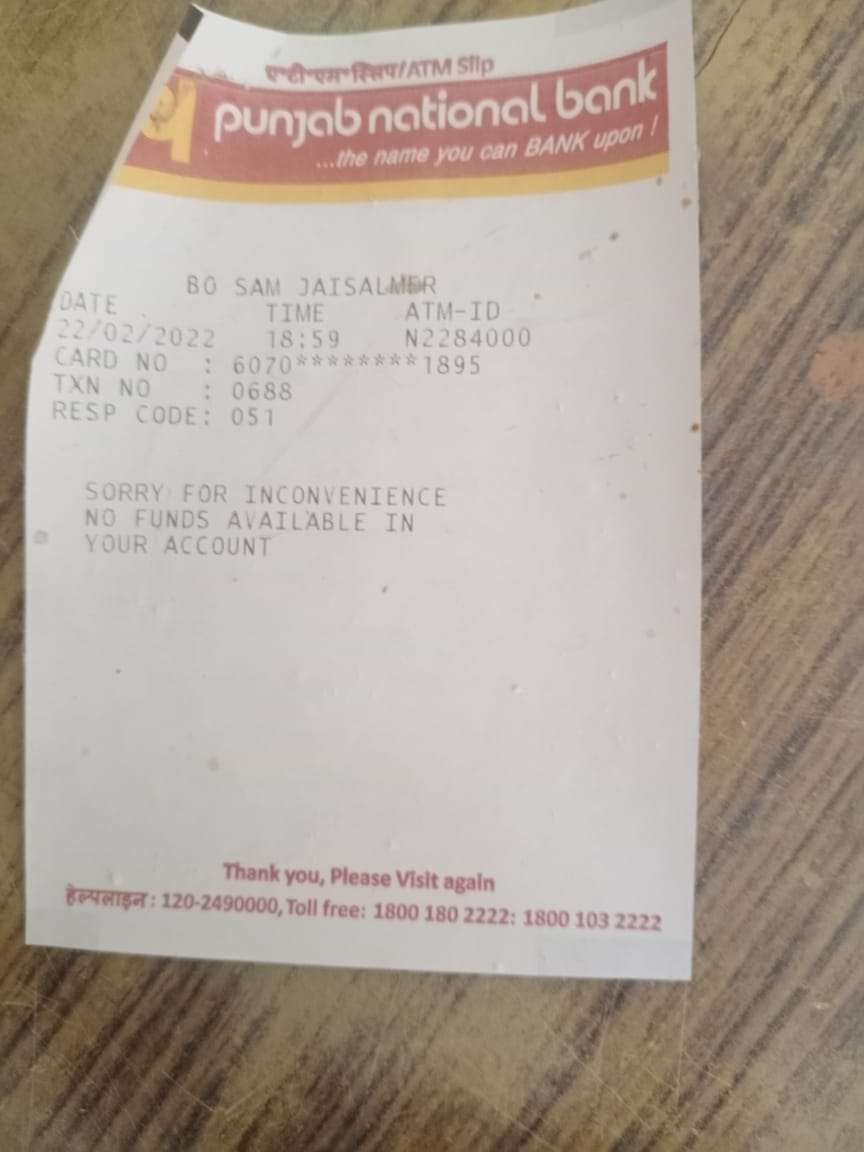 ए॰टी॰एम॰ स्लिप/ATM Slip
punjab national bank
...the name you can BANK upon !
BO SAM JAISALMER
DATE TIME ATM-ID
22/02/2022 18:59 N2284000
CARD NO : 6070********1895
TXN NO : 0688
RESP CODE: 051
SORRY FOR INCONVENIENCE
NO FUNDS AVAILABLE IN
YOUR ACCOUNT
Thank you, Please Visit again
हेल्पलाइन : 120-2490000, Toll free: 1800 180 2222: 1800 103 2222